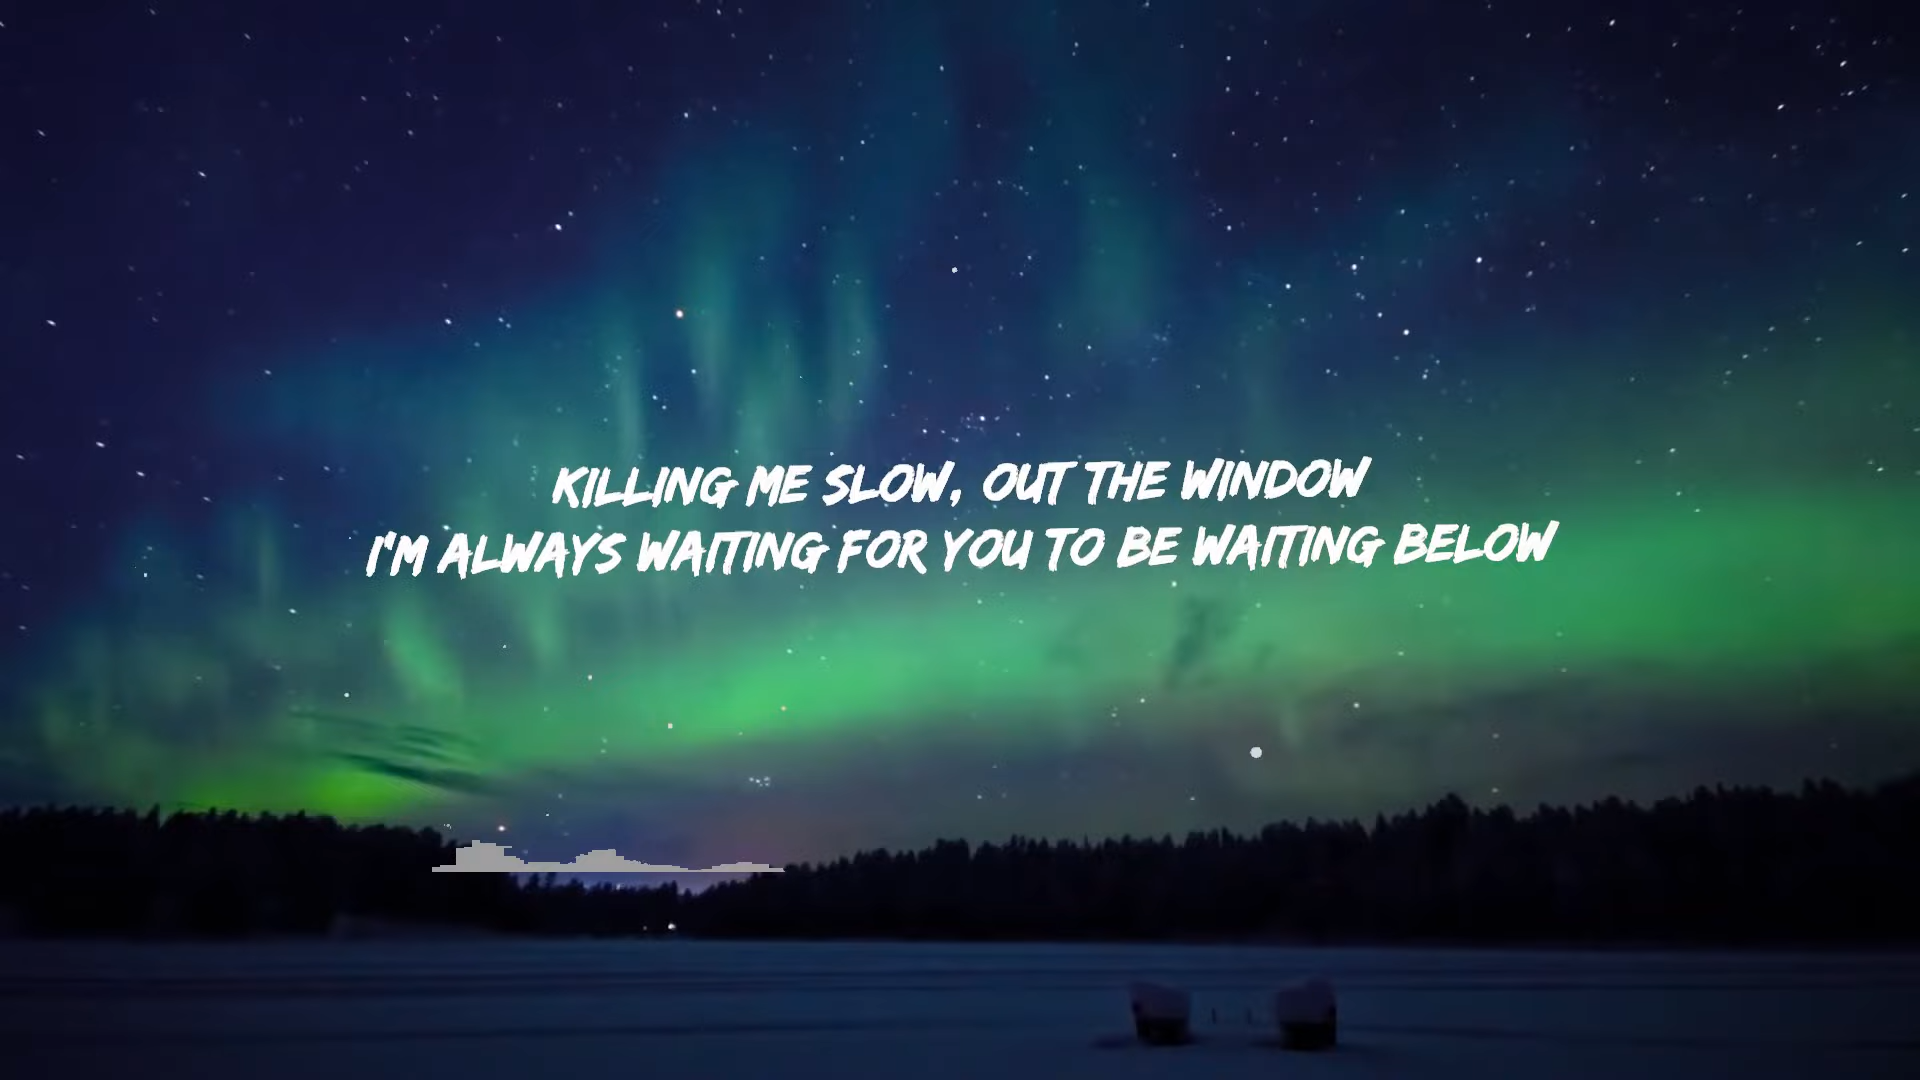 KILLING ME SLOW, OUT THE WINDOW
I'M ALWAYS WAITING FOR YOU TO BE WAITING BELOW